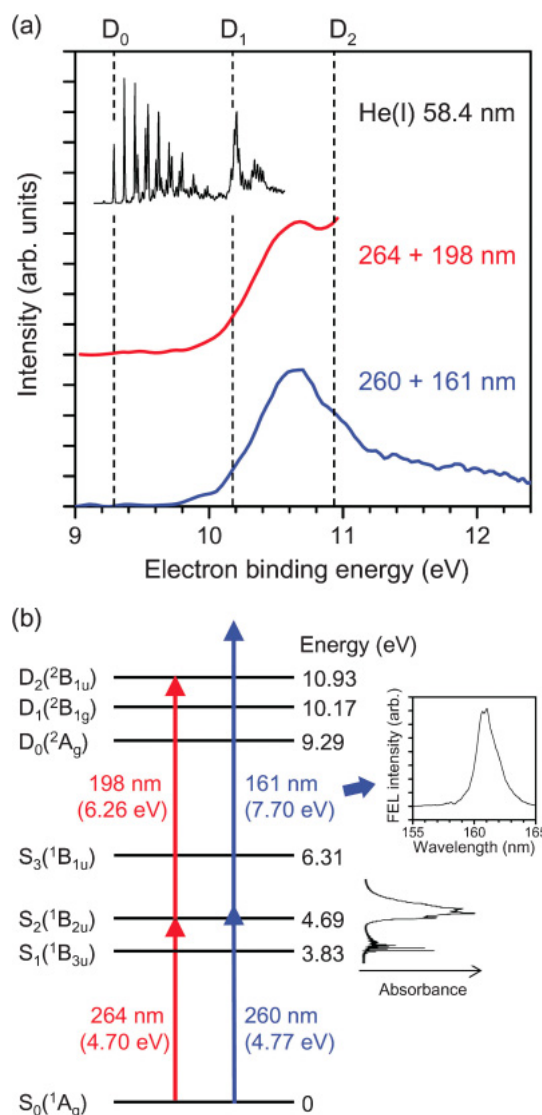 (a)
D₀ D₁ D₂
He(I) 58.4 nm
264 + 198 nm
260 + 161 nm
Intensity (arb. units)
9 10 11 12
Electron binding energy (eV)
(b)
Energy (eV)
D₂(²B₁ᵤ) 10.93
D₁(²B₁g) 10.17
D₀(²Ag) 9.29
198 nm
(6.26 eV)
161 nm
(7.70 eV)
FEL intensity (arb.)
155 160 165
Wavelength (nm)
S₃(¹B₁ᵤ) 6.31
S₂(¹B₂ᵤ) 4.69
S₁(¹B₃ᵤ) 3.83
Absorbance
264 nm
(4.70 eV)
260 nm
(4.77 eV)
S₀(¹Ag) 0